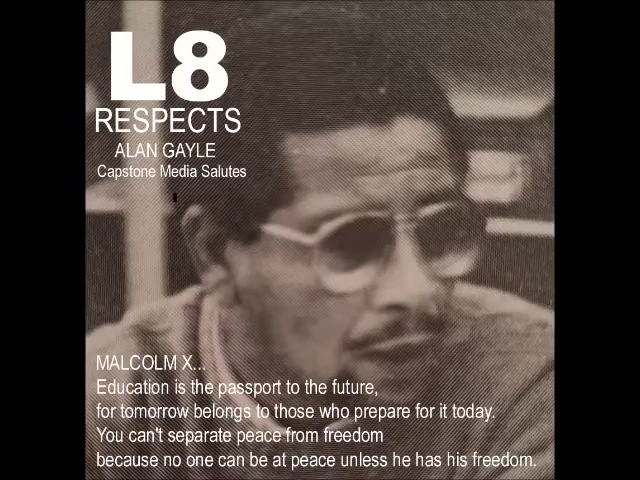 L8
RESPECTS
ALAN GAYLE
Capstone Media Salutes
MALCOLM X...
Education is the passport to the future,
for tomorrow belongs to those who prepare for it today.
You can't separate peace from freedom
because no one can be at peace unless he has his freedom.